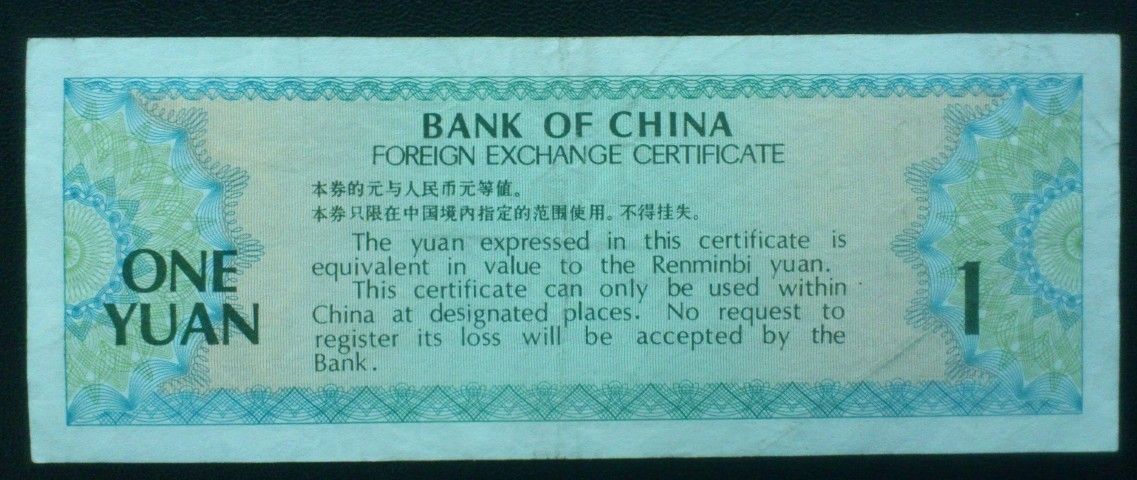 BANK OF CHINA
FOREIGN EXCHANGE CERTIFICATE
本券的元与人民币元等值。
本券只限在中国境内指定的范围使用。不得挂失。
The yuan expressed in this certificate is
equivalent in value to the Renminbi yuan.
This certificate can only be used within
China at designated places. No request to
register its loss will be accepted by the
Bank.
ONE
YUAN
1